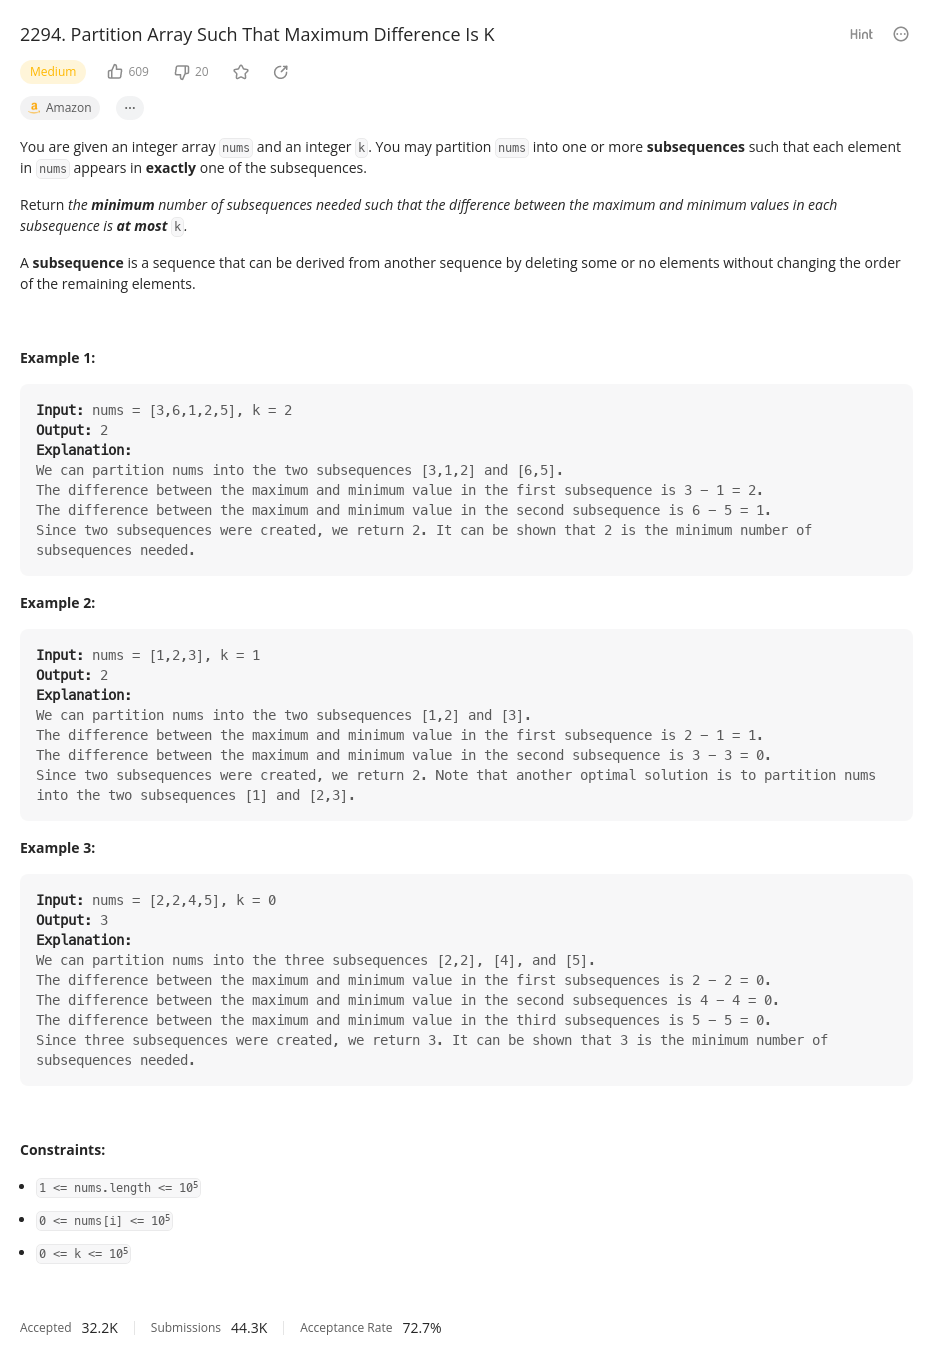 2294. Partition Array Such That Maximum Difference Is K
Hint
Medium
609
20
Amazon
...
You are given an integer array nums and an integer k. You may partition nums into one or more subsequences such that each element
in nums appears in exactly one of the subsequences.
Return the minimum number of subsequences needed such that the difference between the maximum and minimum values in each
subsequence is at most k.
A subsequence is a sequence that can be derived from another sequence by deleting some or no elements without changing the order
of the remaining elements.
Example 1:
Input: nums = [3,6,1,2,5], k = 2
Output: 2
Explanation:
We can partition nums into the two subsequences [3,1,2] and [6,5].
The difference between the maximum and minimum value in the first subsequence is 3 - 1 = 2.
The difference between the maximum and minimum value in the second subsequence is 6 - 5 = 1.
Since two subsequences were created, we return 2. It can be shown that 2 is the minimum number of
subsequences needed.
Example 2:
Input: nums = [1,2,3], k = 1
Output: 2
Explanation:
We can partition nums into the two subsequences [1,2] and [3].
The difference between the maximum and minimum value in the first subsequence is 2 - 1 = 1.
The difference between the maximum and minimum value in the second subsequence is 3 - 3 = 0.
Since two subsequences were created, we return 2. Note that another optimal solution is to partition nums
into the two subsequences [1] and [2,3].
Example 3:
Input: nums = [2,2,4,5], k = 0
Output: 3
Explanation:
We can partition nums into the three subsequences [2,2], [4], and [5].
The difference between the maximum and minimum value in the first subsequences is 2 - 2 = 0.
The difference between the maximum and minimum value in the second subsequences is 4 - 4 = 0.
The difference between the maximum and minimum value in the third subsequences is 5 - 5 = 0.
Since three subsequences were created, we return 3. It can be shown that 3 is the minimum number of
subsequences needed.
Constraints:
• 1 <= nums.length <= 10⁵
• 0 <= nums[i] <= 10⁵
• 0 <= k <= 10⁵
Accepted 32.2K Submissions 44.3K Acceptance Rate 72.7%